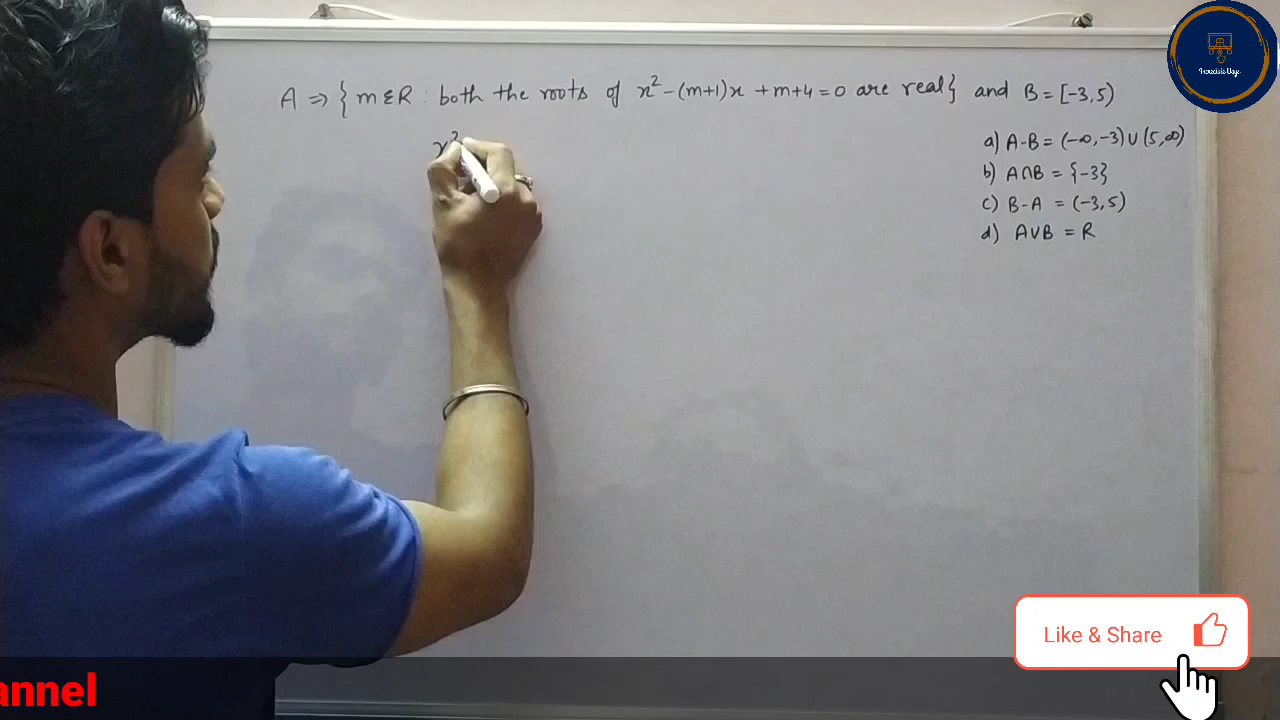 A ⇒ { m ε R : both the roots of x² - (m+1)x + m+4 = 0 are real} and B = [-3,5)
x²
a) A-B = (-∞,-3)∪(5,∞)
b) A∩B = {-3}
c) B-A = (-3,5)
d) A∪B = R
Like & Share
annel